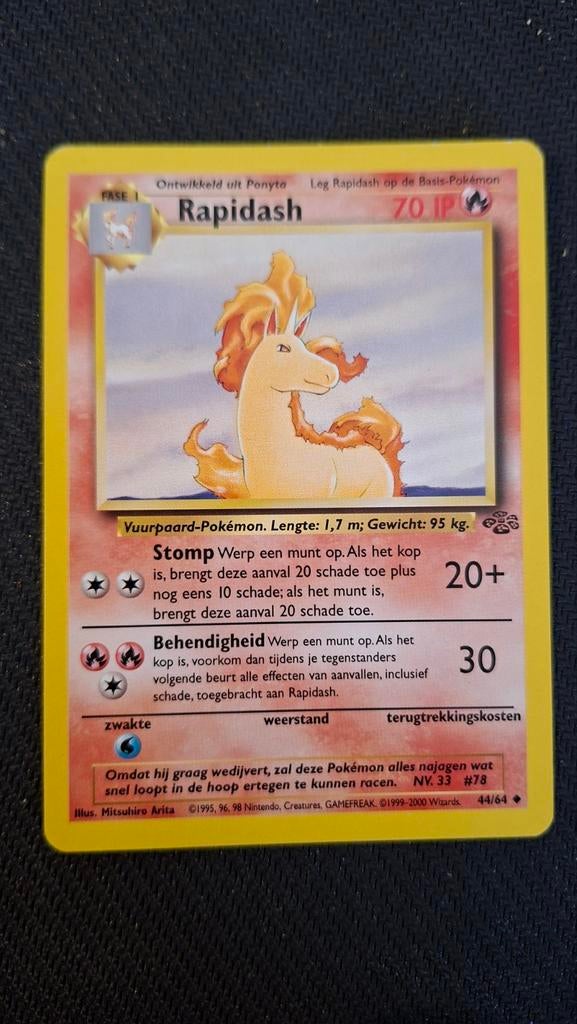 Ontwikkeld uit Ponyta Leg Rapidash op de Basis-Pokémon
FASE 1
Rapidash 70 IP
Vuurpaard-Pokémon. Lengte: 1,7 m; Gewicht: 95 kg.
Stomp Werp een munt op. Als het kop
is, brengt deze aanval 20 schade toe plus
nog eens 10 schade; als het munt is,
brengt deze aanval 20 schade toe.
20+
Behendigheid Werp een munt op. Als het
kop is, voorkom dan tijdens je tegenstanders
volgende beurt alle effecten van aanvallen, inclusief
schade, toegebracht aan Rapidash.
30
zwakte weerstand terugtrekkingskosten
Omdat hij graag wedijvert, zal deze Pokémon alles najagen wat
snel loopt in de hoop ertegen te kunnen racen. NV. 33 #78
Illus. Mitsuhiro Arita ©1995, 96, 98 Nintendo, Creatures, GAMEFREAK. ©1999-2000 Wizards. 44/64